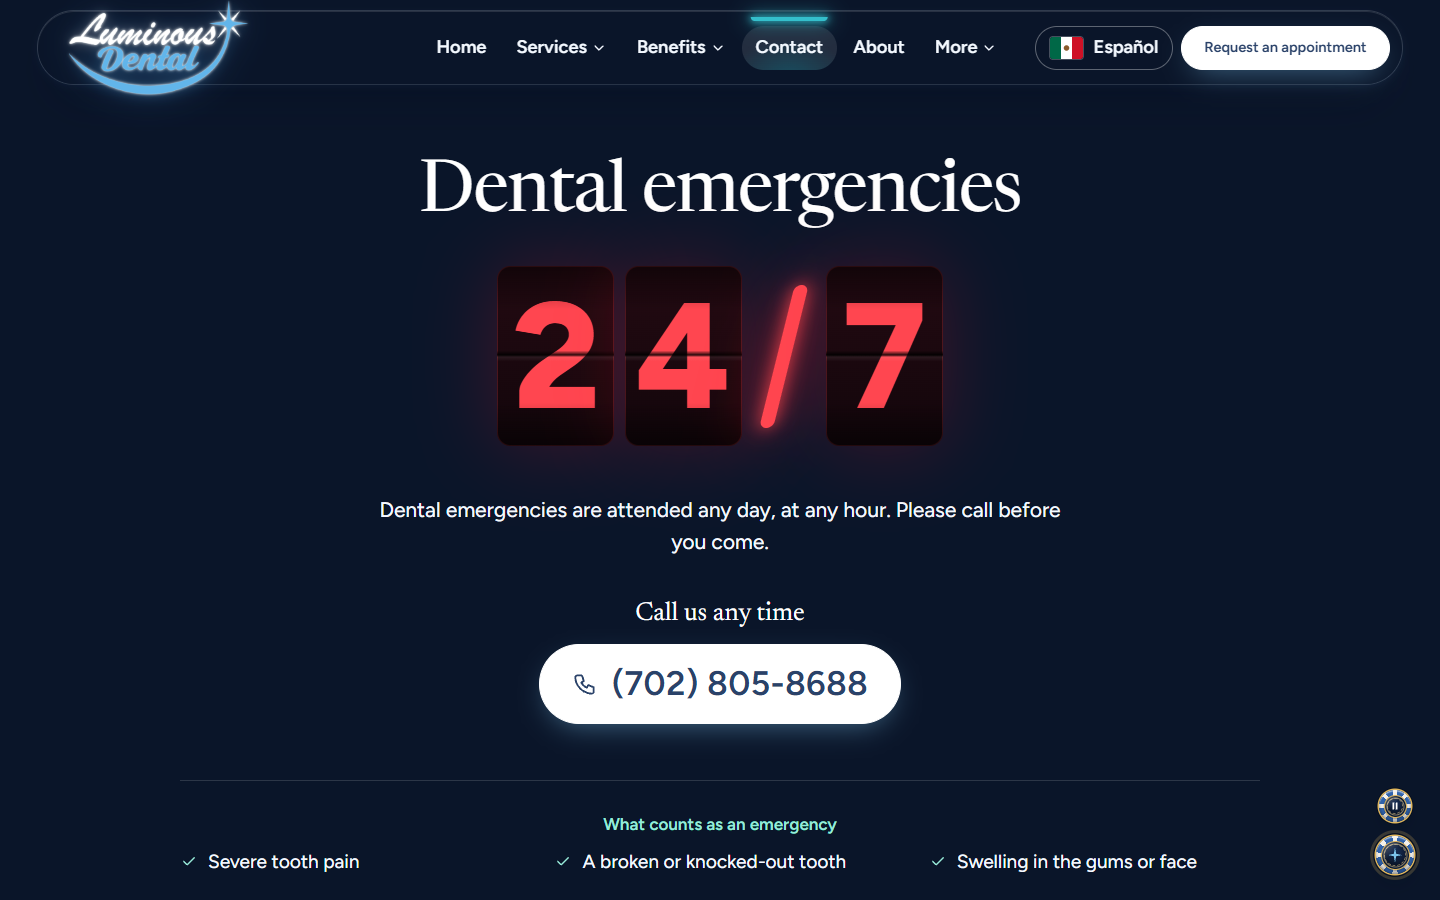 Luminous
Dental
Home
Services
Benefits
Contact
About
More
Español
Request an appointment
Dental emergencies
24/7
Dental emergencies are attended any day, at any hour. Please call before
you come.
Call us any time
(702) 805-8688
What counts as an emergency
Severe tooth pain
A broken or knocked-out tooth
Swelling in the gums or face